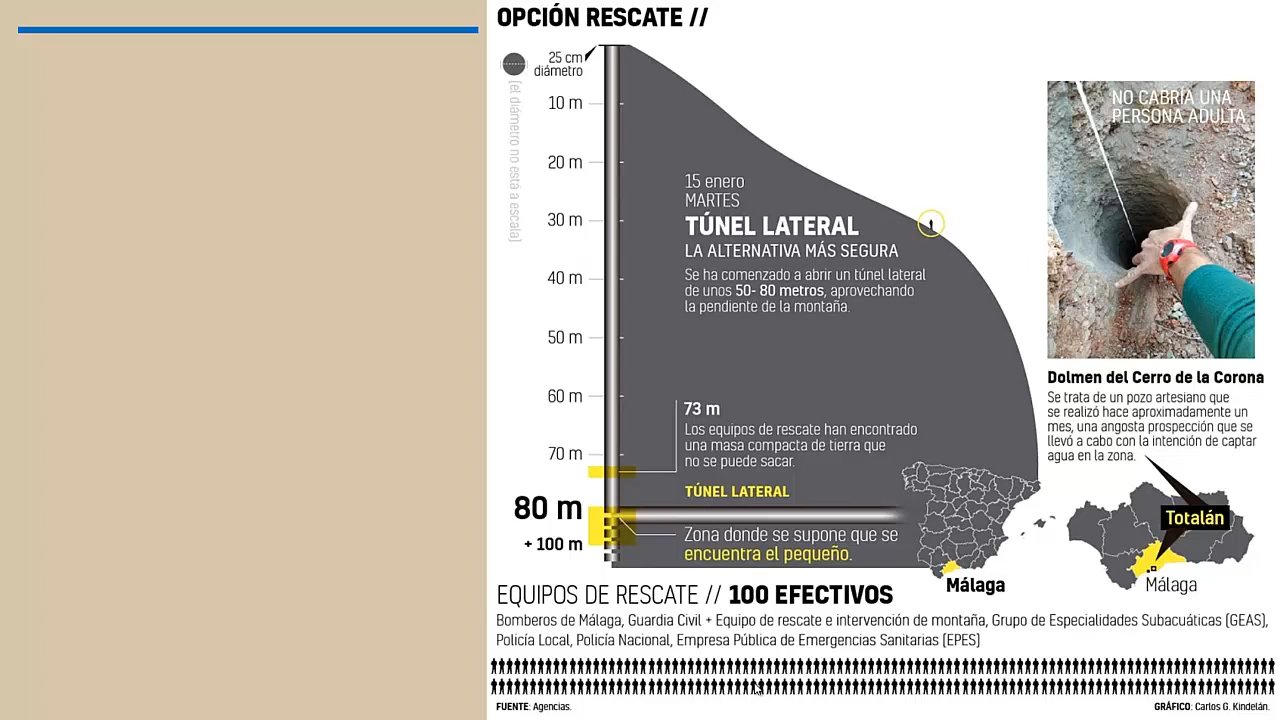 OPCIÓN RESCATE //
25 cm
diámetro
(el diámetro no está a escala)
10 m
20 m
30 m
40 m
50 m
60 m
70 m
80 m
+ 100 m
15 enero
MARTES
TÚNEL LATERAL
LA ALTERNATIVA MÁS SEGURA
Se ha comenzado a abrir un túnel lateral
de unos 50- 80 metros, aprovechando
la pendiente de la montaña.
73 m
Los equipos de rescate han encontrado
una masa compacta de tierra que
no se puede sacar.
TÚNEL LATERAL
Zona donde se supone que se
encuentra el pequeño.
NO CABRÍA UNA
PERSONA ADULTA
Dolmen del Cerro de la Corona
Se trata de un pozo artesiano que
se realizó hace aproximadamente un
mes, una angosta prospección que se
llevó a cabo con la intención de captar
agua en la zona.
Totalán
Málaga
Málaga
EQUIPOS DE RESCATE // 100 EFECTIVOS
Bomberos de Málaga, Guardia Civil + Equipo de rescate e intervención de montaña, Grupo de Especialidades Subacuáticas (GEAS),
Policía Local, Policía Nacional, Empresa Pública de Emergencias Sanitarias (EPES)
FUENTE: Agencias.
GRÁFICO: Carlos G. Kindelán.